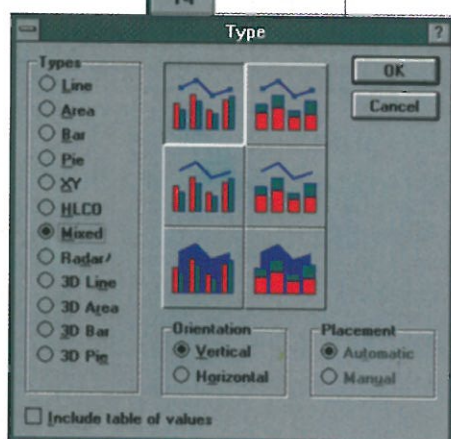 14
Type
?
Types
Line
Area
Bar
Pie
XY
HLCO
Mixed
Radar
3D Line
3D Area
3D Bar
3D Pie
OK
Cancel
Orientation
Vertical
Horizontal
Placement
Automatic
Manual
Include table of values